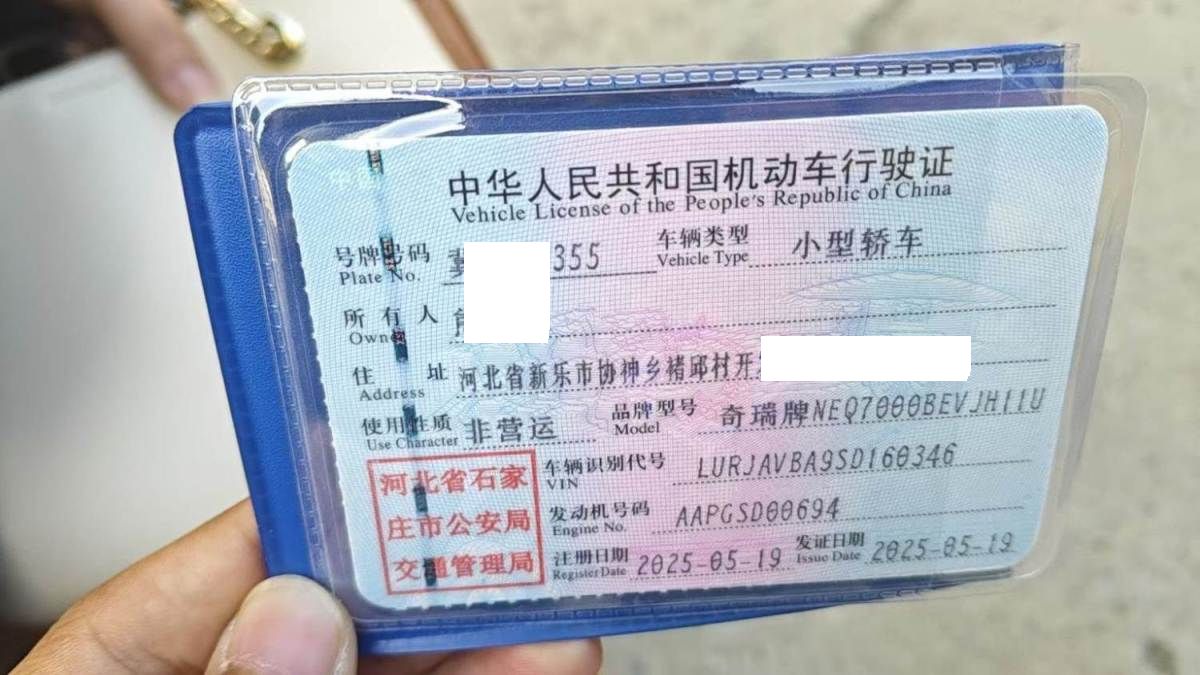 中华人民共和国机动车行驶证
Vehicle License of the People's Republic of China
号牌号码 355 车辆类型 小型轿车
Plate No. Vehicle Type
所有人
Owner
住址 河北省新乐市协神乡褚邱村开
Address
使用性质 非营运 品牌型号 奇瑞牌NEQ7000BEVJH11U
Use Character Model
河北省石家 车辆识别代号 LURJAVBA9SD160346
VIN
庄市公安局 发动机号码 AAPGSD00694
Engine No.
交通管理局 注册日期 2025-05-19 发证日期 2025-05-19
Register Date Issue Date